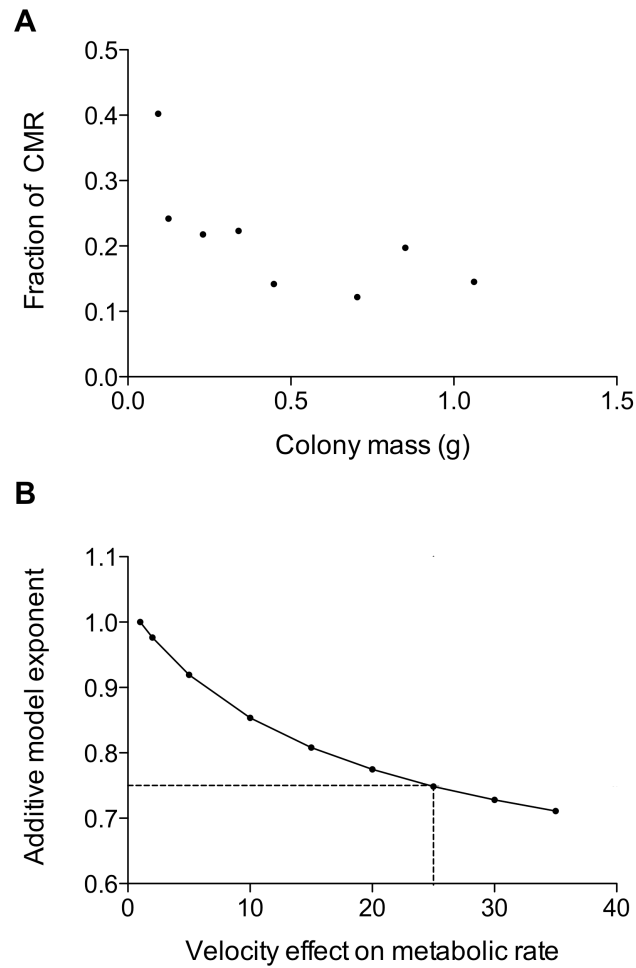 A
0.5
0.4
0.3
0.2
0.1
0.0
Fraction of CMR
0.0 0.5 1.0 1.5
Colony mass (g)
B
1.1
1.0
0.9
0.8
0.7
0.6
Additive model exponent
0 10 20 30 40
Velocity effect on metabolic rate